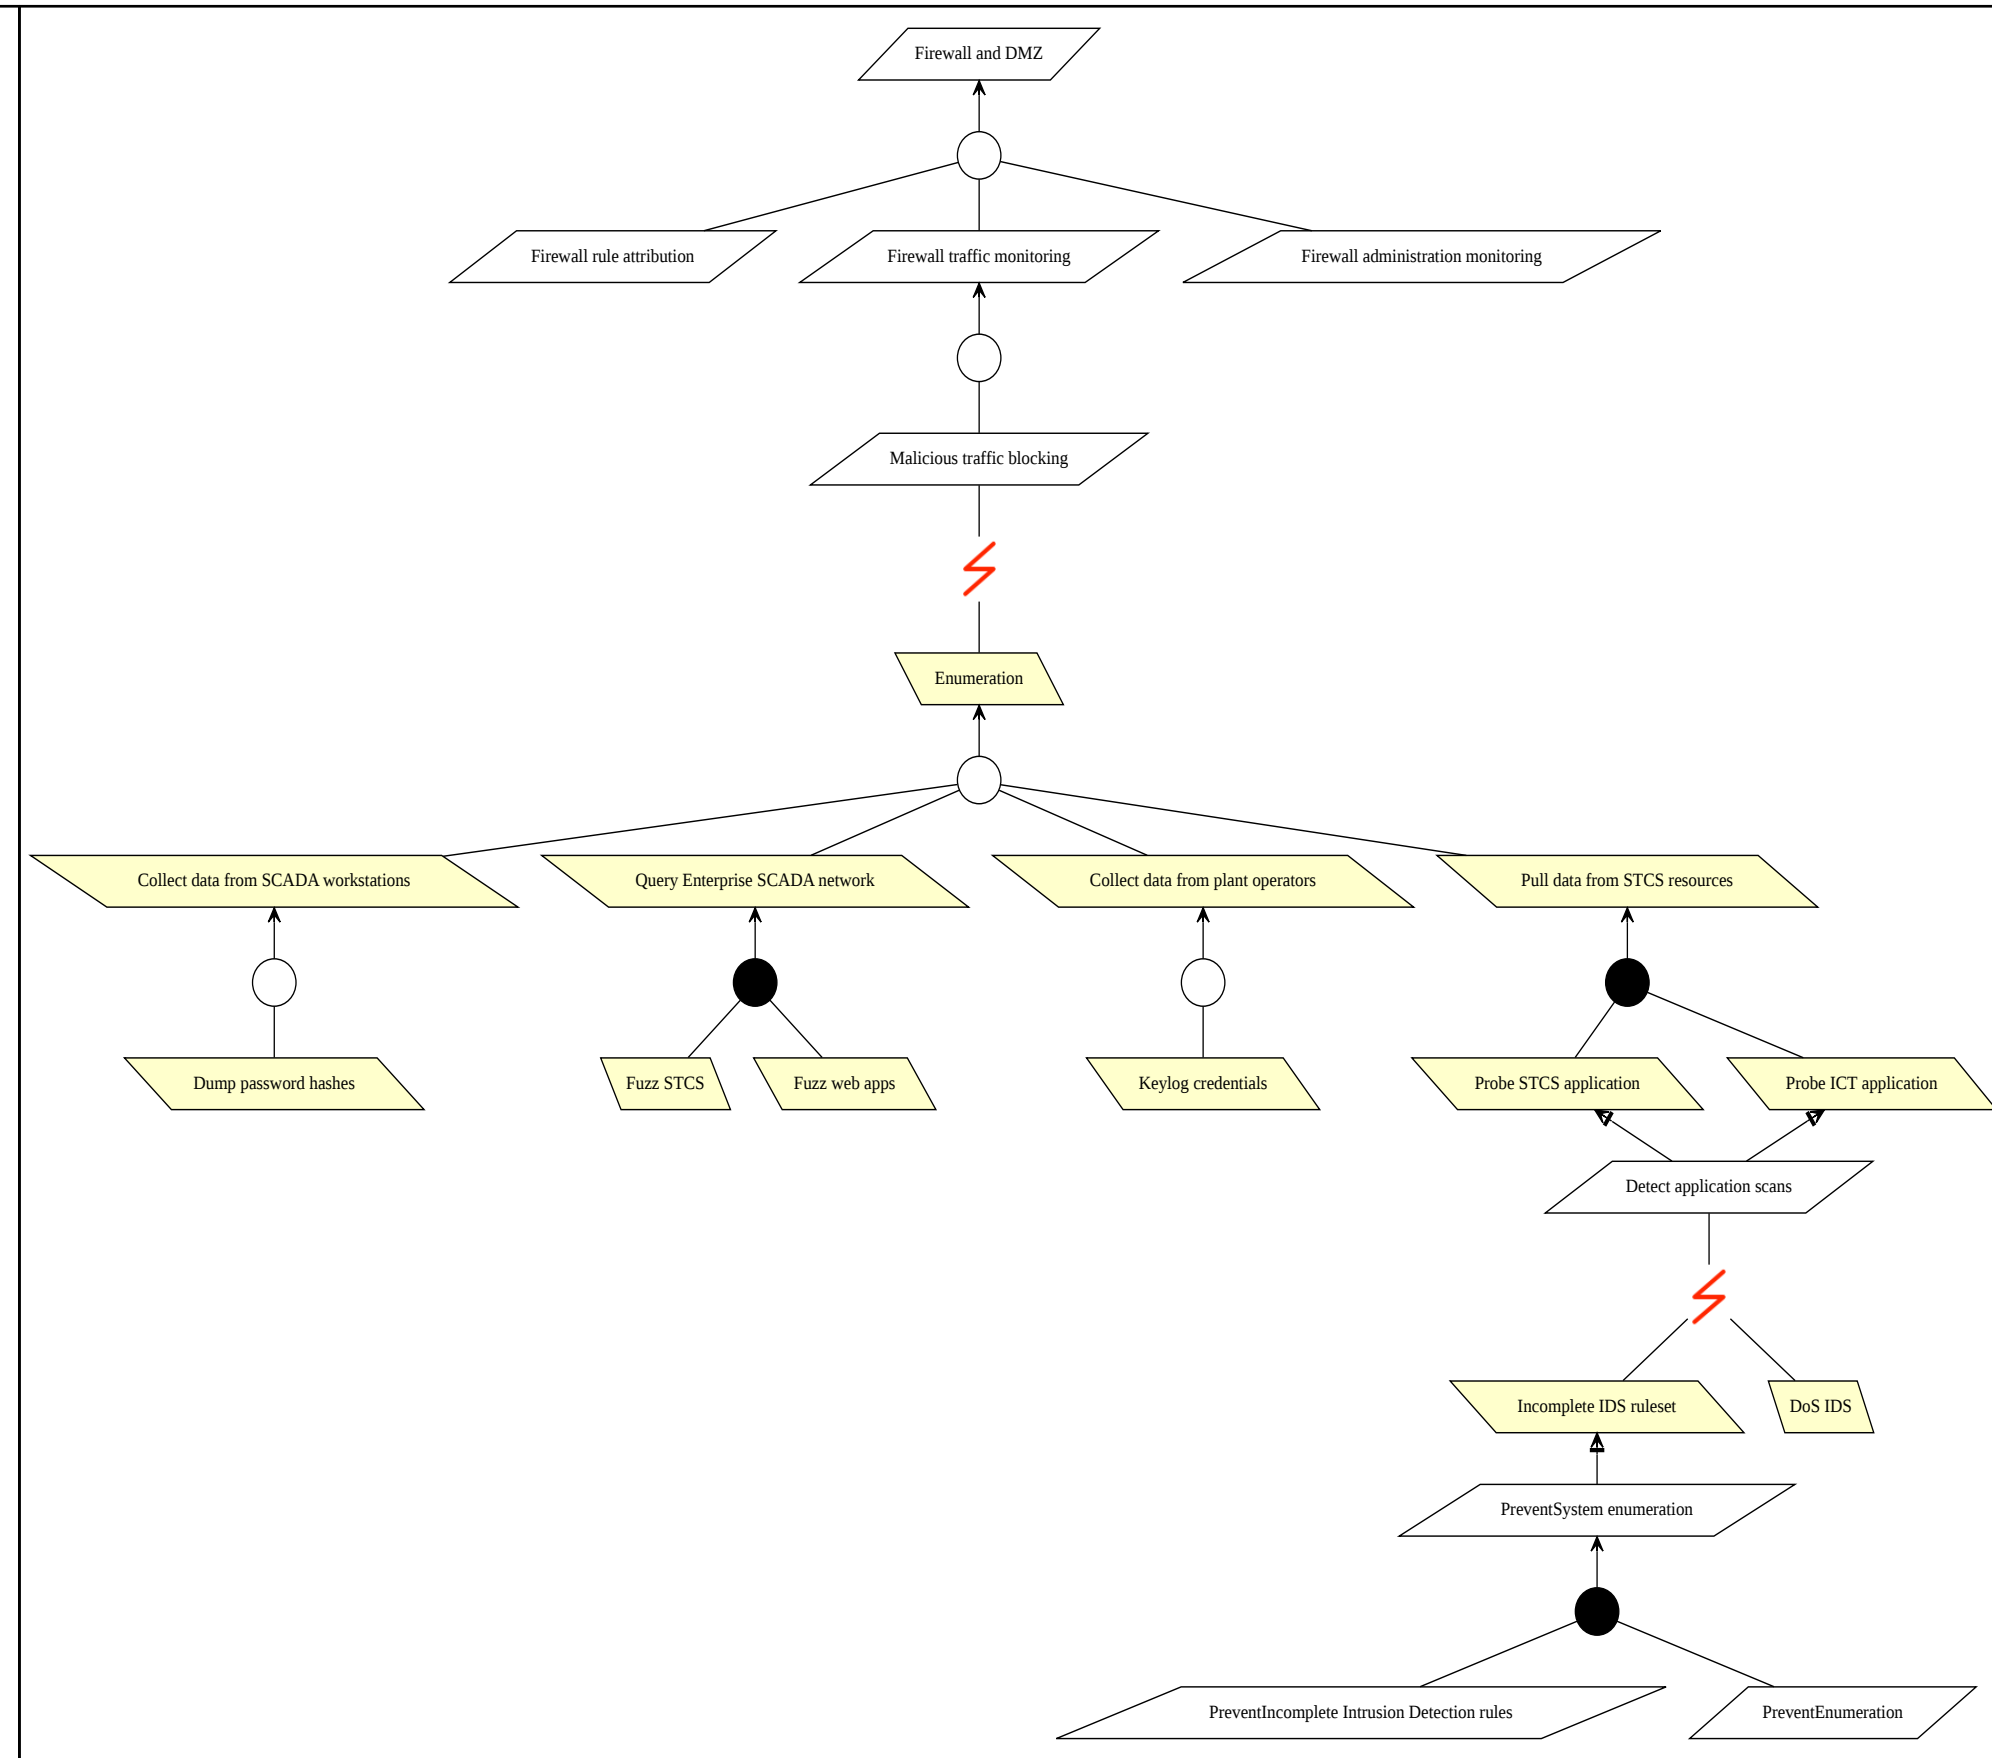 Firewall and DMZ
Firewall rule attribution
Firewall traffic monitoring
Firewall administration monitoring
Malicious traffic blocking
Enumeration
Collect data from SCADA workstations
Query Enterprise SCADA network
Collect data from plant operators
Pull data from STCS resources
Dump password hashes
Fuzz STCS
Fuzz web apps
Keylog credentials
Probe STCS application
Probe ICT application
Detect application scans
Incomplete IDS ruleset
DoS IDS
PreventSystem enumeration
PreventIncomplete Intrusion Detection rules
PreventEnumeration